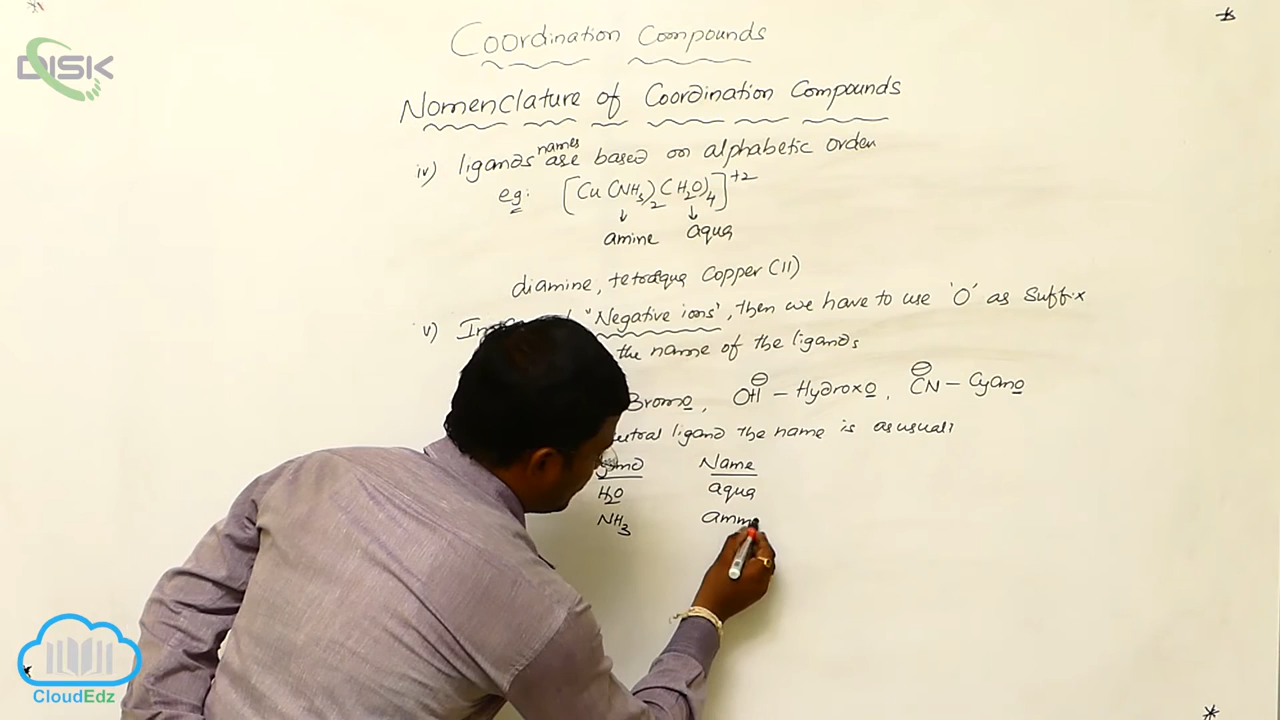 DISK
Coordination Compounds
Nomenclature of Coordination Compounds
iv) ligands names are based on alphabetic order
eg: [Cu(NH3)2(H2O)4]+2
↓ ↓
amine aqua
diamine, tetraaqua Copper (II)
v) "Negative ions", then we have to use 'O' as suffix
the name of the ligands
Bromo, OH⊖ - Hydroxo, CN⊖ - Cyano
ligand the name is as usual
Name
H2O aqua
NH3 amm
CloudEdz